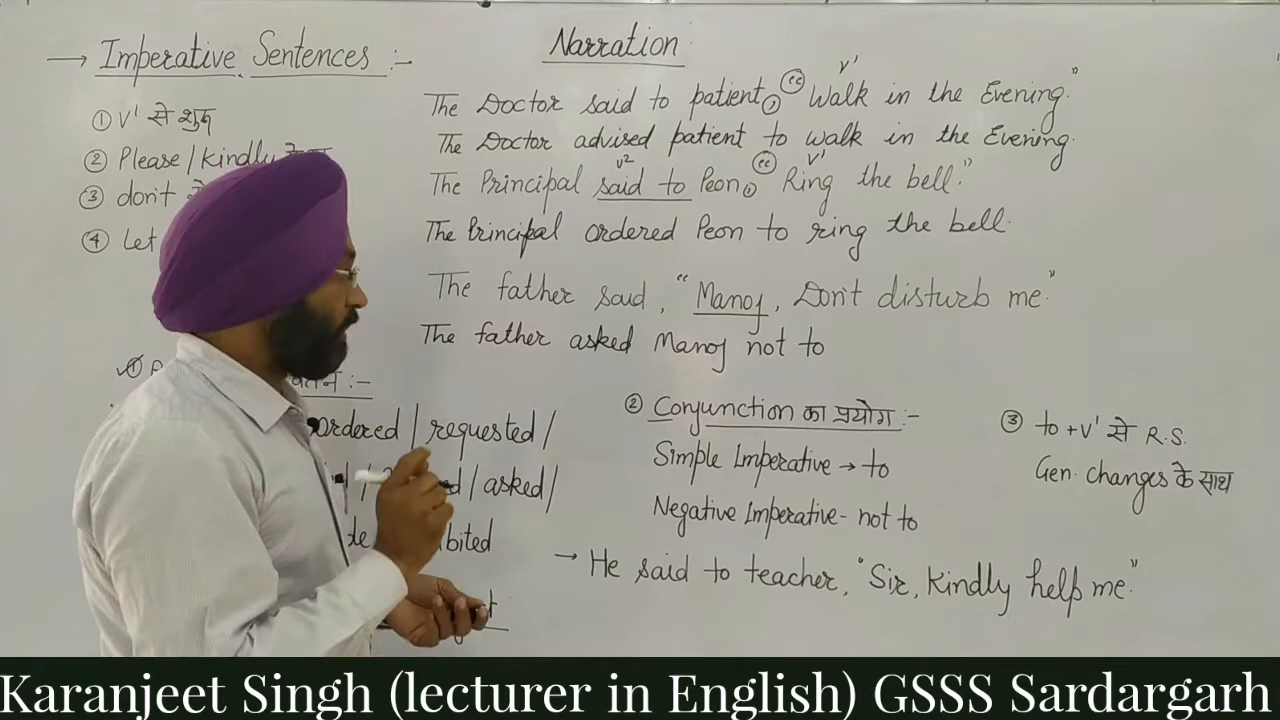 → Imperative Sentences :-
① V' से शुरू
② Please / Kindly
③ don't
④ Let
Narration
V'
The Doctor said to patient, "Walk in the Evening."
The Doctor advised patient to walk in the Evening.
V² V'
The Principal said to Peon, "Ring the bell."
The Principal ordered Peon to ring the bell.
The father said, "Manoj, Don't disturb me."
The father asked Manoj not to
① :-
ordered / requested /
/ asked /
② Conjunction का प्रयोग :-
Simple Imperative → to
Negative Imperative - not to
③ to + V' से R.S.
Gen. changes के साथ
→ He said to teacher, "Sir, Kindly help me."
Karanjeet Singh (lecturer in English) GSSS Sardargarh